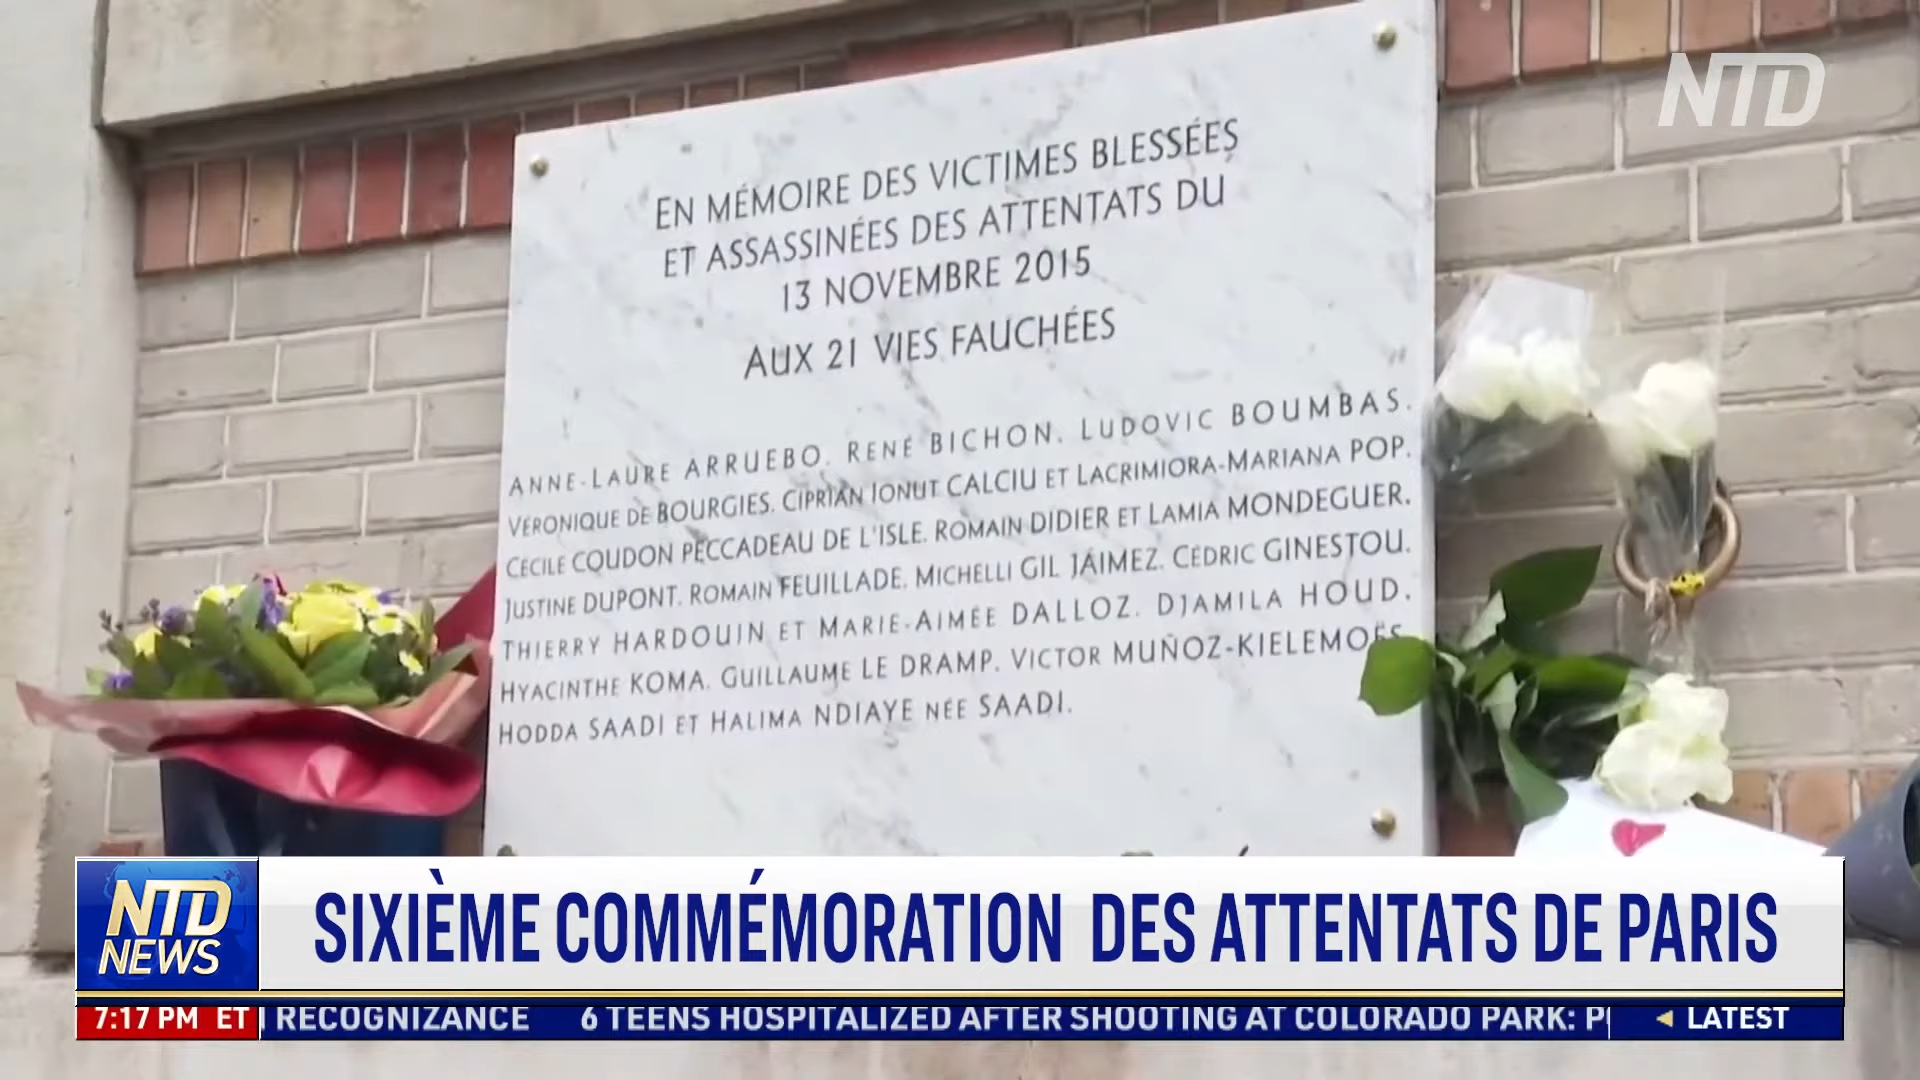 NTD
EN MÉMOIRE DES VICTIMES BLESSÉES
ET ASSASSINÉES DES ATTENTATS DU
13 NOVEMBRE 2015
AUX 21 VIES FAUCHÉES
ANNE-LAURE ARRUEBO. RENÉ BICHON. LUDOVIC BOUMBAS.
VÉRONIQUE DE BOURGIES. CIPRIAN IONUT CALCIU ET LACRIMIORA-MARIANA POP.
CÉCILE COUDON PECCADEAU DE L'ISLE. ROMAIN DIDIER ET LAMIA MONDEGUER.
JUSTINE DUPONT. ROMAIN FEUILLADE. MICHELLI GIL JÁIMEZ. CÉDRIC GINESTOU.
THIERRY HARDOUIN ET MARIE-AIMÉE DALLOZ. DJAMILA HOUD.
HYACINTHE KOMA. GUILLAUME LE DRAMP. VICTOR MUÑOZ-KIELEMOËS
HODDA SAADI ET HALIMA NDIAYE NÉE SAADI.
NTD
NEWS
SIXIÈME COMMÉMORATION DES ATTENTATS DE PARIS
7:17 PM ET RECOGNIZANCE 6 TEENS HOSPITALIZED AFTER SHOOTING AT COLORADO PARK: LATEST